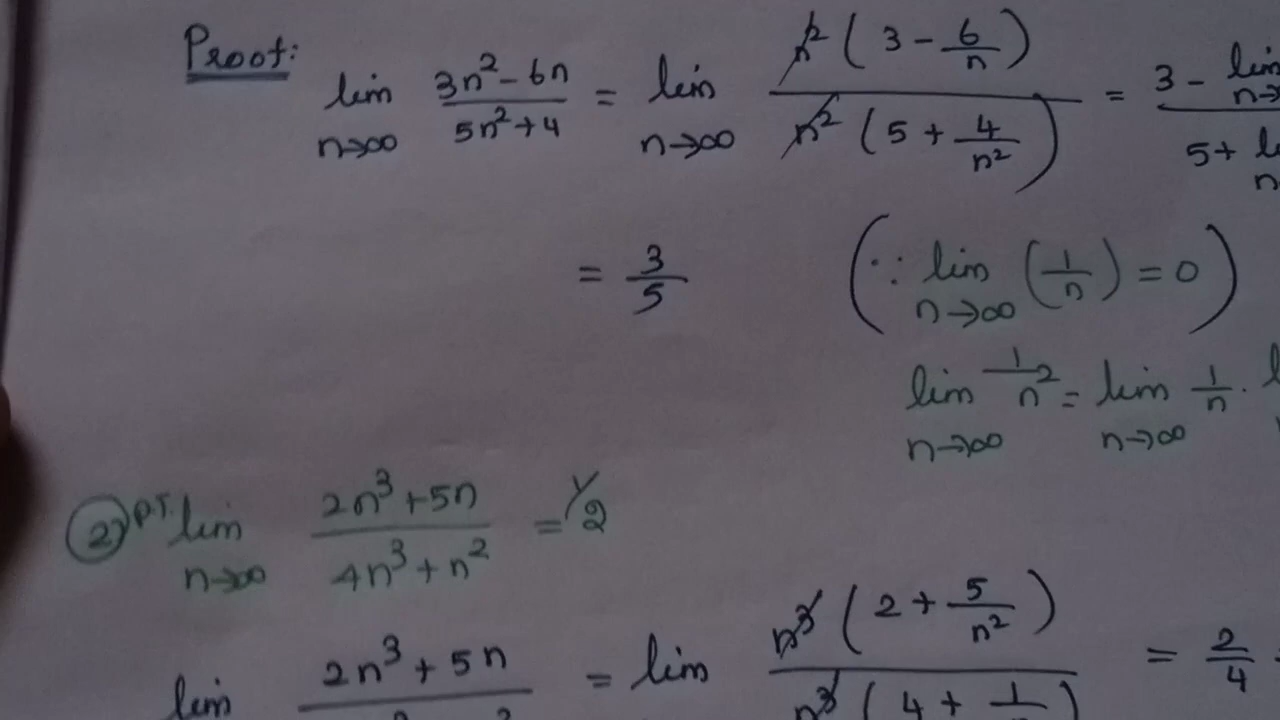 Proof: lim n→∞ 3n²-6n / 5n²+4 = lim n→∞ n²(3 - 6/n) / n²(5 + 4/n²) = 3 - lim n→ / 5+
= 3/5 (∵ lim n→∞ (1/n) = 0)
lim n→∞ 1/n² = lim n→∞ 1/n .
2) P.T. lim n→∞ 2n³+5n / 4n³+n² = 1/2
lim 2n³+5n = lim n³(2 + 5/n²) / n³(4 + 1 = 2/4